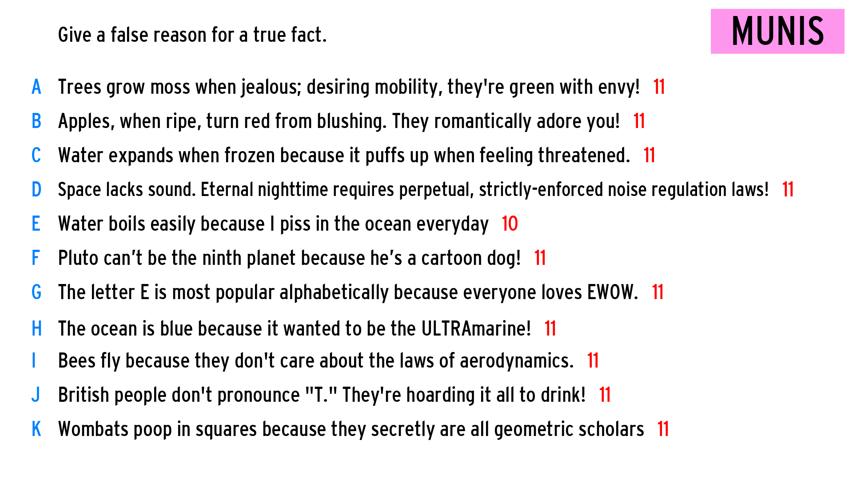 Give a false reason for a true fact.
MUNIS
A Trees grow moss when jealous; desiring mobility, they're green with envy! 11
B Apples, when ripe, turn red from blushing. They romantically adore you! 11
C Water expands when frozen because it puffs up when feeling threatened. 11
D Space lacks sound. Eternal nighttime requires perpetual, strictly-enforced noise regulation laws! 11
E Water boils easily because I piss in the ocean everyday 10
F Pluto can’t be the ninth planet because he’s a cartoon dog! 11
G The letter E is most popular alphabetically because everyone loves EWOW. 11
H The ocean is blue because it wanted to be the ULTRAmarine! 11
I Bees fly because they don't care about the laws of aerodynamics. 11
J British people don't pronounce "T." They're hoarding it all to drink! 11
K Wombats poop in squares because they secretly are all geometric scholars 11